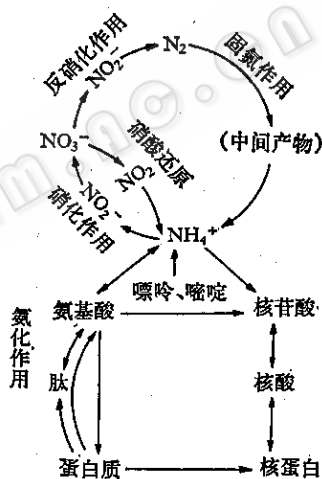 反硝化作用
NO₂⁻
N₂
固氮作用
NO₃⁻
硝酸还原
NO₂
(中间产物)
NO₂⁻
硝化作用
NH₄⁺
氨基酸
嘌呤、嘧啶
核苷酸
氨化作用
肽
核酸
蛋白质
核蛋白